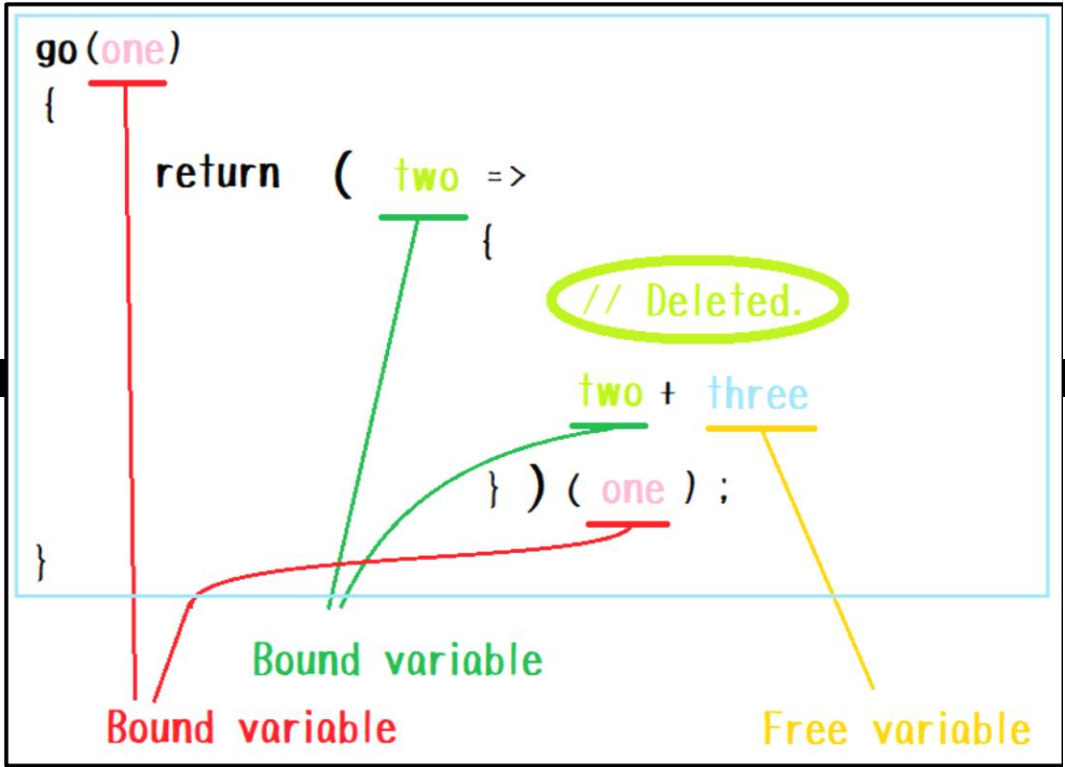 go(one)
{
return ( two =>
{
// Deleted.
two + three
} ) ( one ) ;
}
Bound variable
Bound variable
Free variable